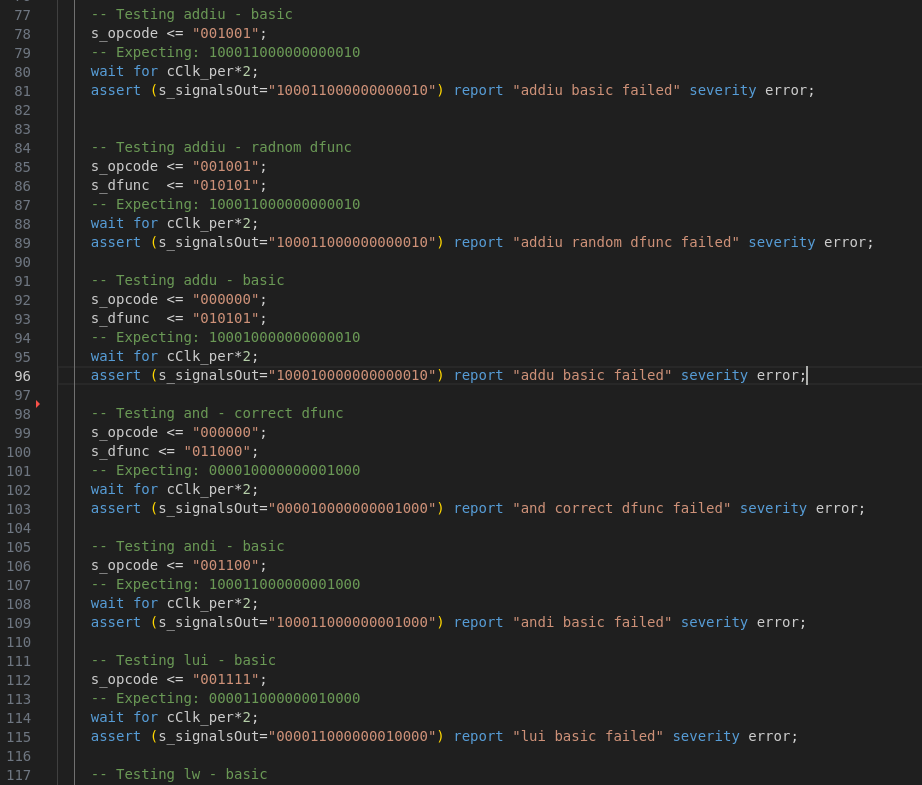 77 -- Testing addiu - basic
78 s_opcode <= "001001";
79 -- Expecting: 100011000000000010
80 wait for cClk_per*2;
81 assert (s_signalsOut="100011000000000010") report "addiu basic failed" severity error;
82
83
84 -- Testing addiu - radnom dfunc
85 s_opcode <= "001001";
86 s_dfunc  <= "010101";
87 -- Expecting: 100011000000000010
88 wait for cClk_per*2;
89 assert (s_signalsOut="100011000000000010") report "addiu random dfunc failed" severity error;
90
91 -- Testing addu - basic
92 s_opcode <= "000000";
93 s_dfunc  <= "010101";
94 -- Expecting: 100010000000000010
95 wait for cClk_per*2;
96 assert (s_signalsOut="100010000000000010") report "addu basic failed" severity error;
97
98 -- Testing and - correct dfunc
99 s_opcode <= "000000";
100 s_dfunc <= "011000";
101 -- Expecting: 000010000000001000
102 wait for cClk_per*2;
103 assert (s_signalsOut="000010000000001000") report "and correct dfunc failed" severity error;
104
105 -- Testing andi - basic
106 s_opcode <= "001100";
107 -- Expecting: 100011000000001000
108 wait for cClk_per*2;
109 assert (s_signalsOut="100011000000001000") report "andi basic failed" severity error;
110
111 -- Testing lui - basic
112 s_opcode <= "001111";
113 -- Expecting: 000011000000010000
114 wait for cClk_per*2;
115 assert (s_signalsOut="000011000000010000") report "lui basic failed" severity error;
116
117 -- Testing lw - basic